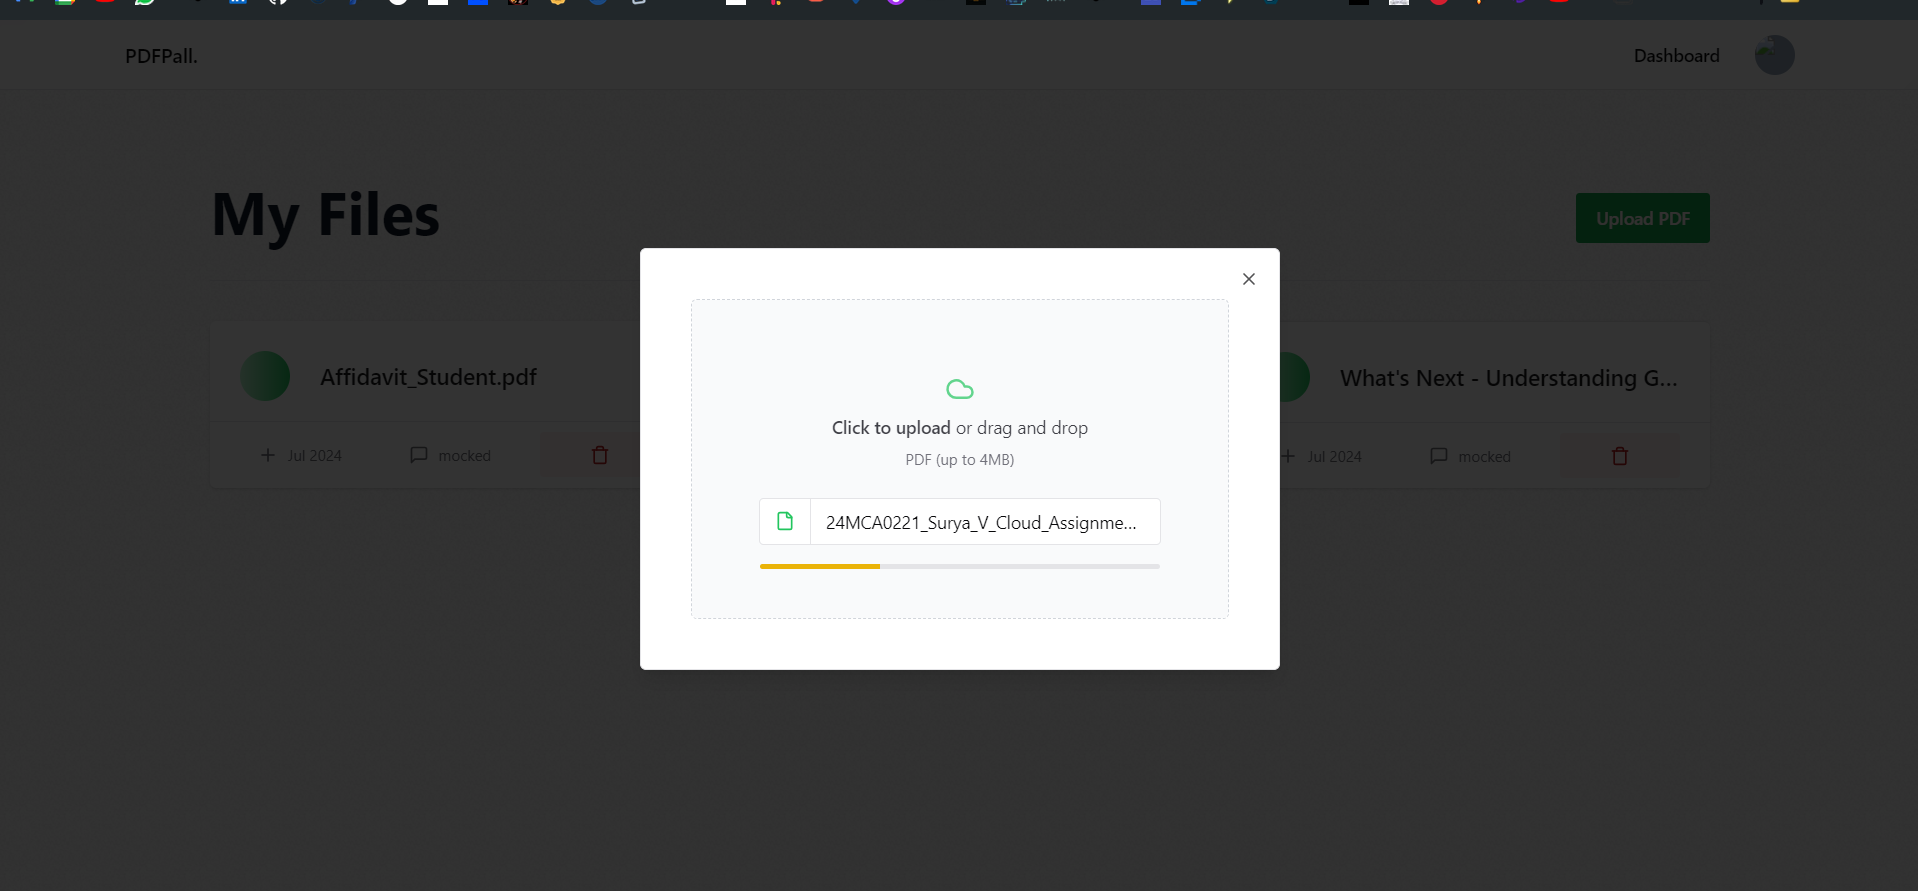 PDFPall.
Dashboard
My Files
Upload PDF
Affidavit_Student.pdf
Jul 2024
mocked
What's Next - Understanding G...
Jul 2024
mocked
Click to upload or drag and drop
PDF (up to 4MB)
24MCA0221_Surya_V_Cloud_Assignme...